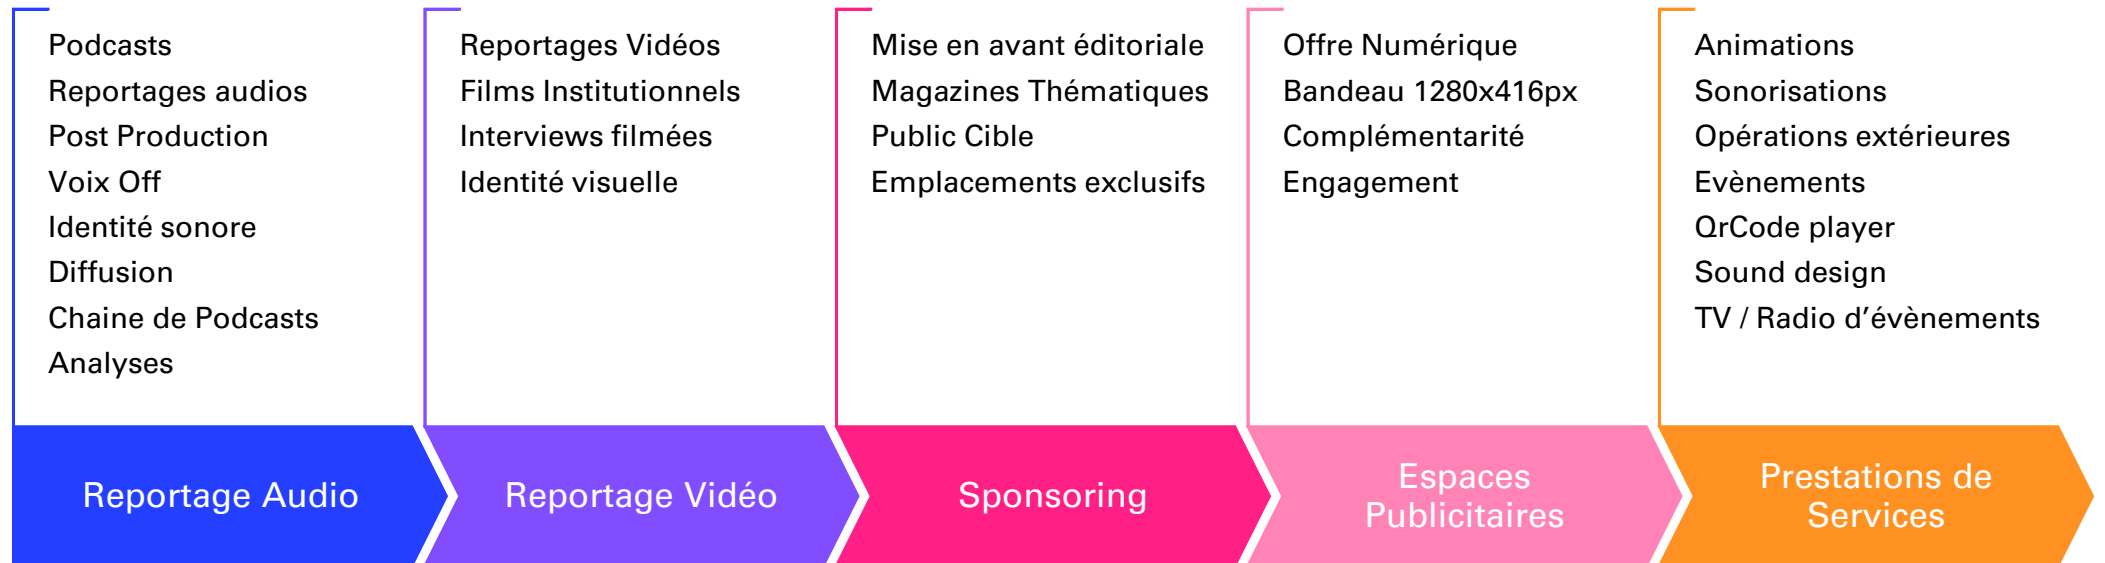 Podcasts
Reportages audios
Post Production
Voix Off
Identité sonore
Diffusion
Chaine de Podcasts
Analyses
Reportage Audio
Reportages Vidéos
Films Institutionnels
Interviews filmées
Identité visuelle
Reportage Vidéo
Mise en avant éditoriale
Magazines Thématiques
Public Cible
Emplacements exclusifs
Sponsoring
Offre Numérique
Bandeau 1280x416px
Complémentarité
Engagement
Espaces
Publicitaires
Animations
Sonorisations
Opérations extérieures
Evènements
QrCode player
Sound design
TV / Radio d’évènements
Prestations de
Services